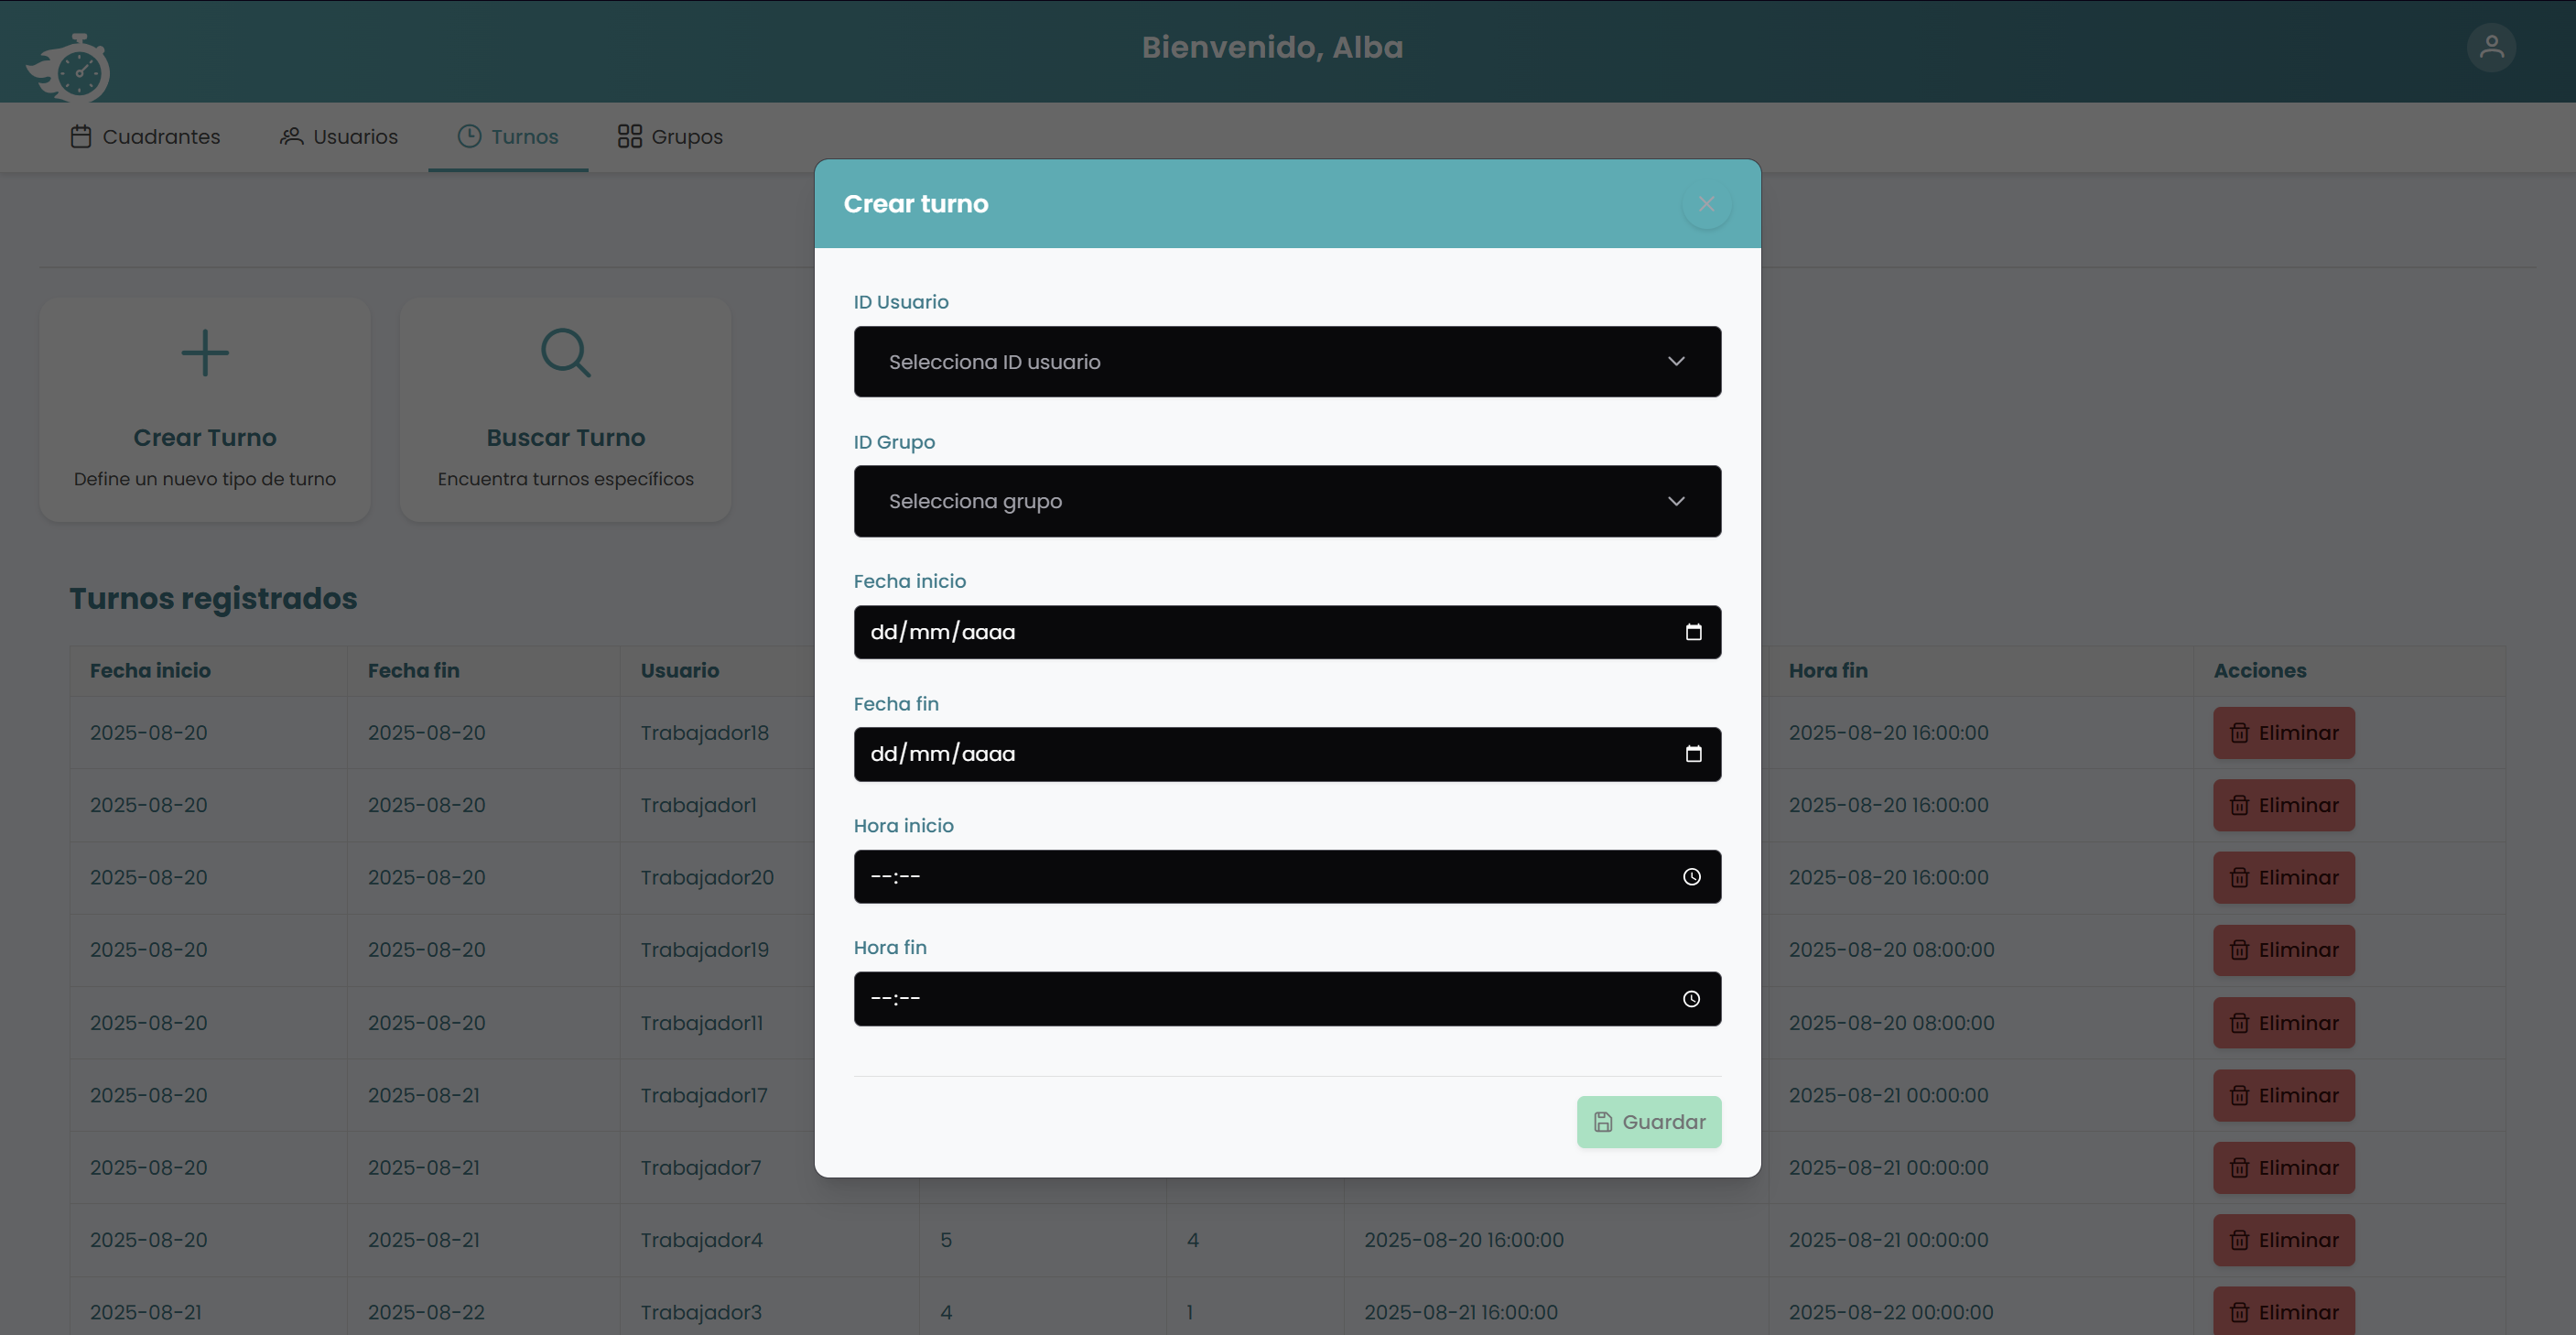 Bienvenido, Alba
Cuadrantes Usuarios Turnos Grupos
Crear turno
ID Usuario
Selecciona ID usuario
ID Grupo
Selecciona grupo
Fecha inicio
dd/mm/aaaa
Fecha fin
dd/mm/aaaa
Hora inicio
--:--
Hora fin
--:--
Guardar
Crear Turno
Define un nuevo tipo de turno
Buscar Turno
Encuentra turnos específicos
Turnos registrados
Fecha inicio Fecha fin Usuario Hora fin Acciones
2025-08-20 2025-08-20 Trabajador18 2025-08-20 16:00:00 Eliminar
2025-08-20 2025-08-20 Trabajador1 2025-08-20 16:00:00 Eliminar
2025-08-20 2025-08-20 Trabajador20 2025-08-20 16:00:00 Eliminar
2025-08-20 2025-08-20 Trabajador19 2025-08-20 08:00:00 Eliminar
2025-08-20 2025-08-20 Trabajador11 2025-08-20 08:00:00 Eliminar
2025-08-20 2025-08-21 Trabajador17 2025-08-21 00:00:00 Eliminar
2025-08-20 2025-08-21 Trabajador7 2025-08-21 00:00:00 Eliminar
2025-08-20 2025-08-21 Trabajador4 5 4 2025-08-20 16:00:00 2025-08-21 00:00:00 Eliminar
2025-08-21 2025-08-22 Trabajador3 4 1 2025-08-21 16:00:00 2025-08-22 00:00:00 Eliminar